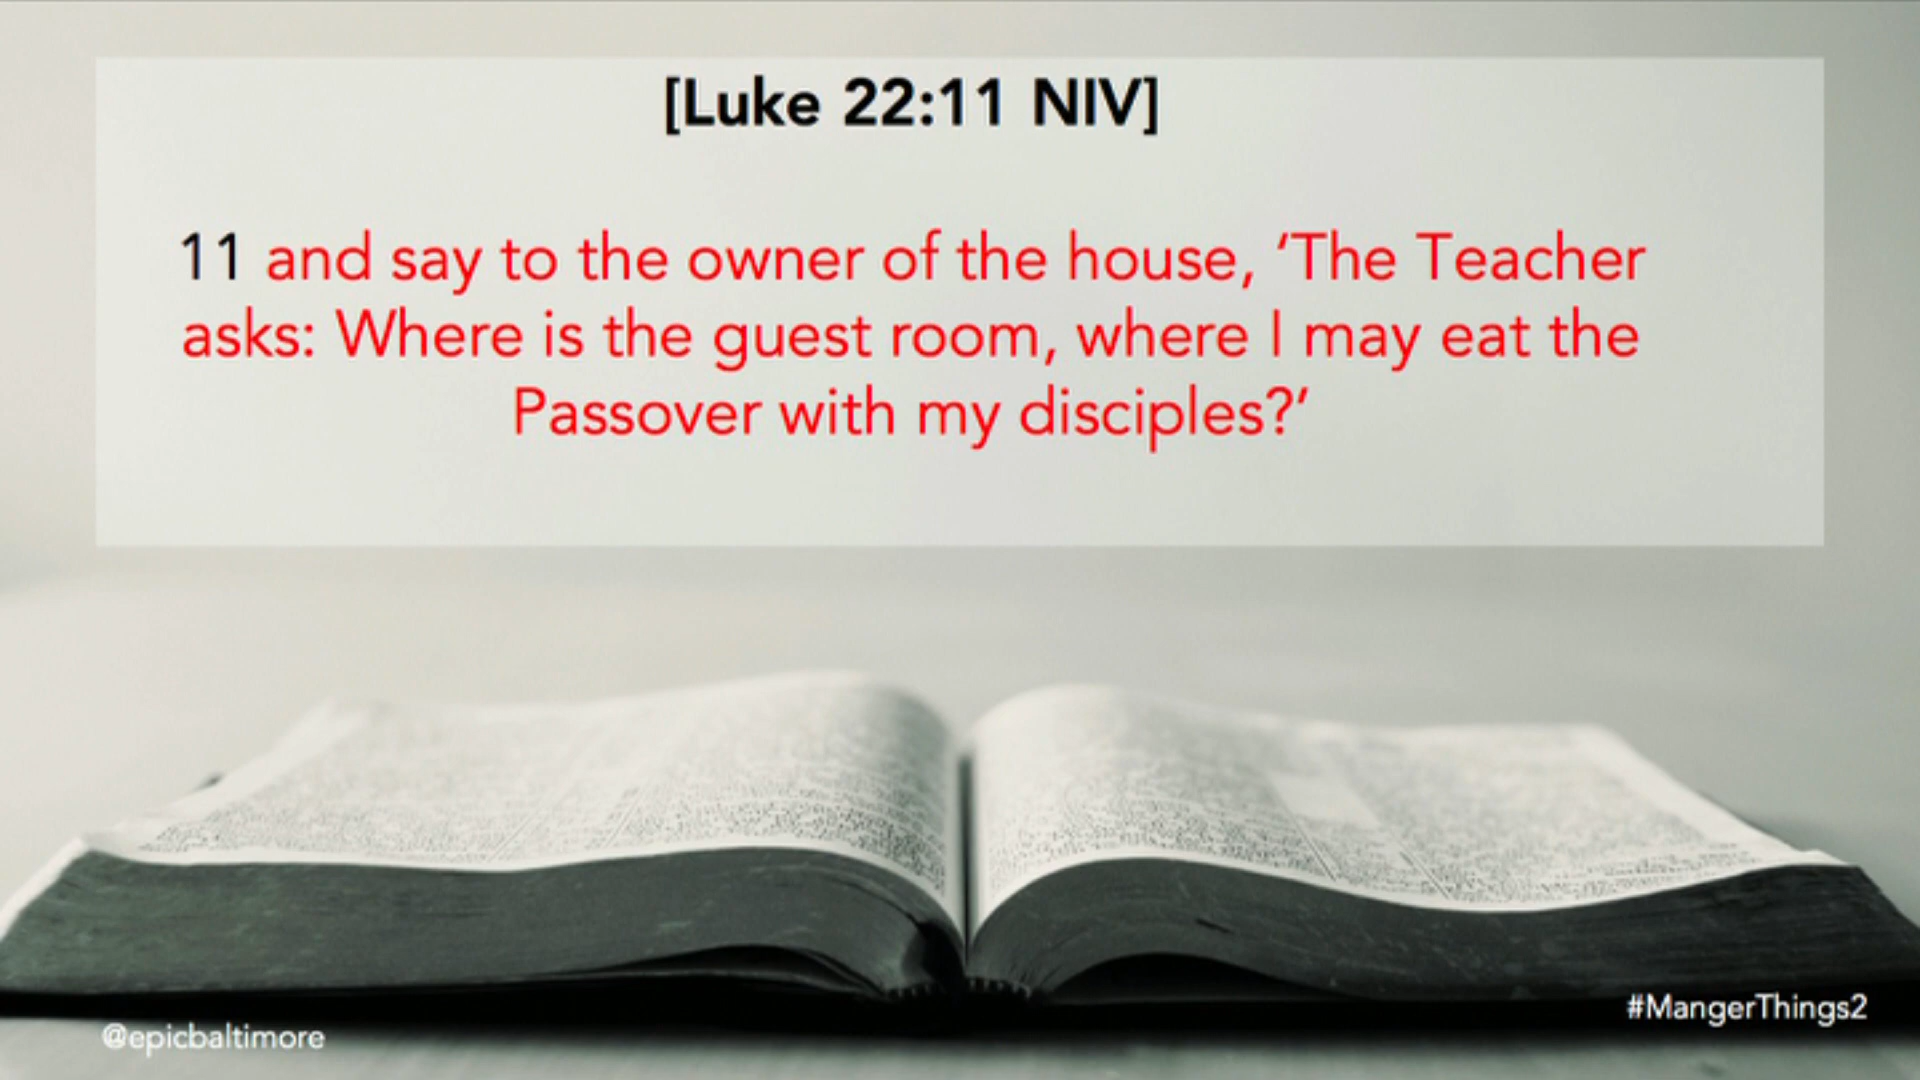 [Luke 22:11 NIV]
11 and say to the owner of the house, ‘The Teacher
asks: Where is the guest room, where I may eat the
Passover with my disciples?’
#MangerThings2
@epicbaltimore